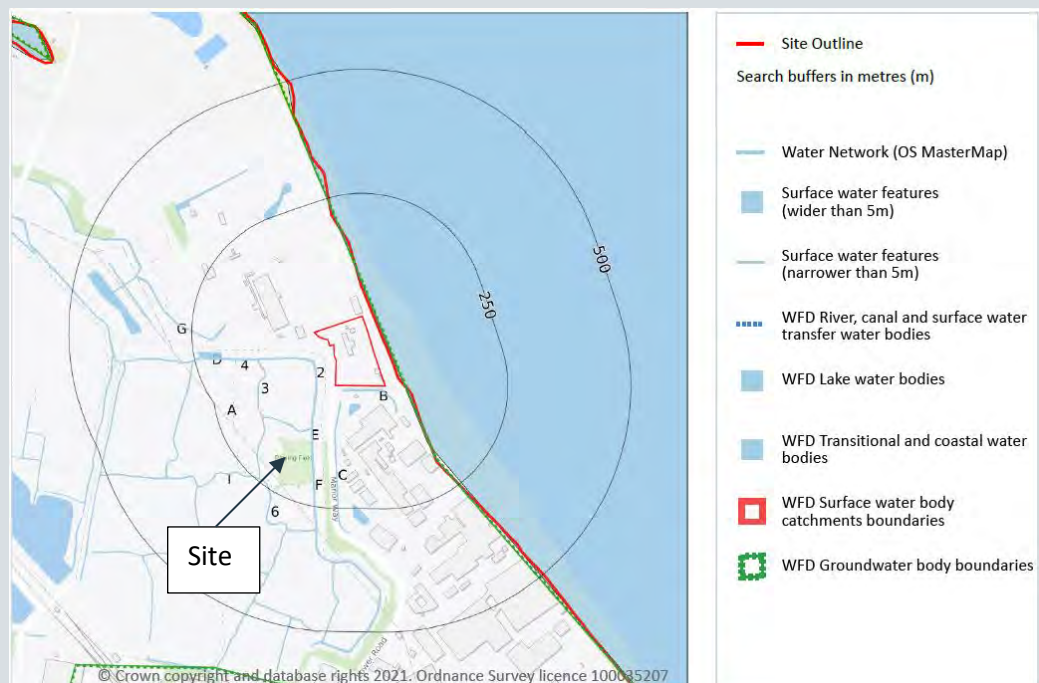 500
250
G
D
4
2
3
B
A
E
C
I
F
Manor Way
6
Site
© Crown copyright and database rights 2021. Ordnance Survey licence 100035207
Site Outline
Search buffers in metres (m)
Water Network (OS MasterMap)
Surface water features
(wider than 5m)
Surface water features
(narrower than 5m)
WFD River, canal and surface water
transfer water bodies
WFD Lake water bodies
WFD Transitional and coastal water
bodies
WFD Surface water body
catchments boundaries
WFD Groundwater body boundaries